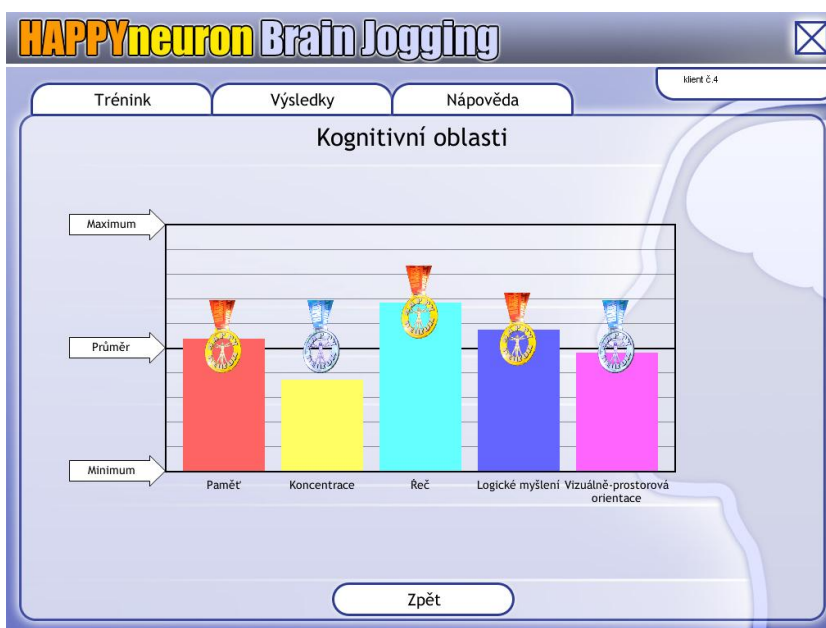 HAPPYneuron Brain Jogging
klient č.4
Trénink
Výsledky
Nápověda
Kognitivní oblasti
Maximum
Průměr
Minimum
Paměť
Koncentrace
Řeč
Logické myšlení
Vizuálně-prostorová
orientace
Zpět